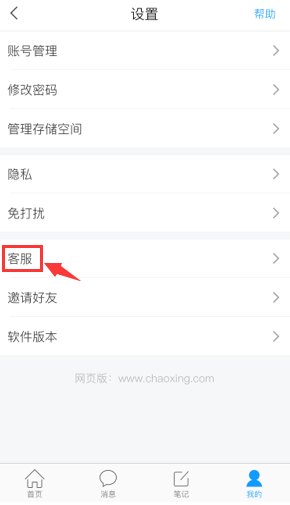 设置
帮助
账号管理
修改密码
管理存储空间
隐私
免打扰
客服
邀请好友
软件版本
网页版：www.chaoxing.com
首页
消息
笔记
我的